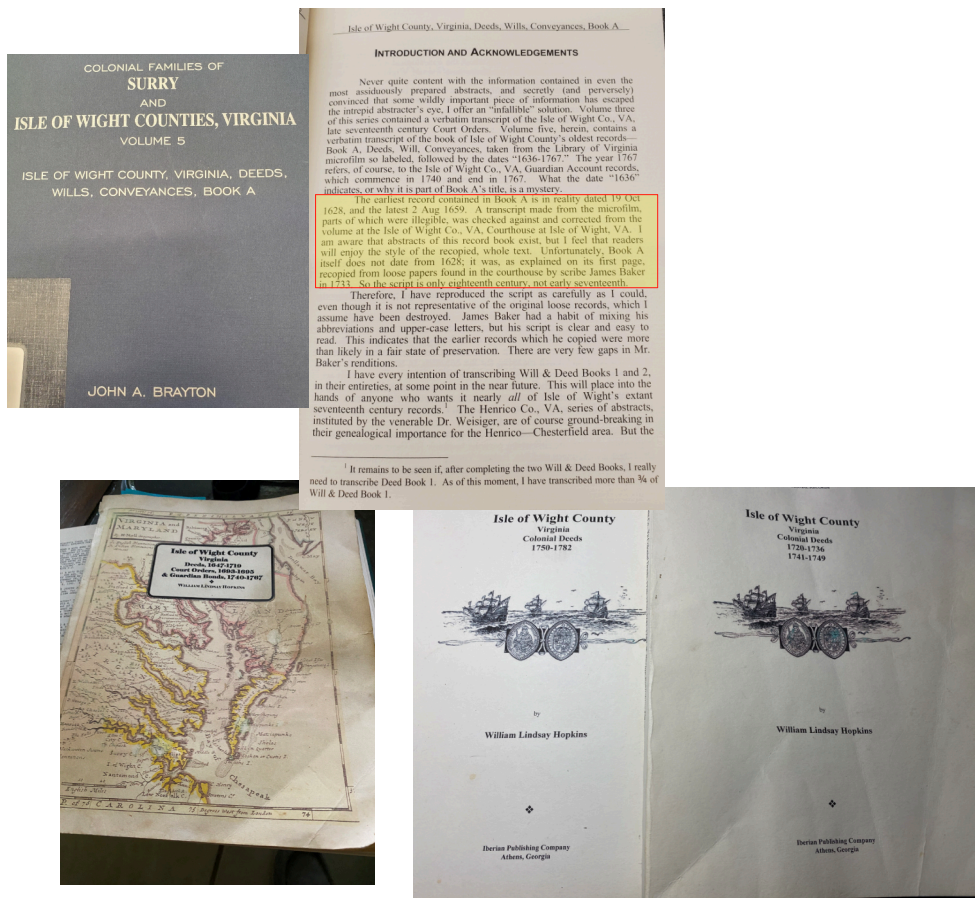 COLONIAL FAMILIES OF
SURRY
AND
ISLE OF WIGHT COUNTIES, VIRGINIA
VOLUME 5
ISLE OF WIGHT COUNTY, VIRGINIA, DEEDS,
WILLS, CONVEYANCES, BOOK A
JOHN A. BRAYTON
Isle of Wight County, Virginia, Deeds, Wills, Conveyances, Book A
INTRODUCTION AND ACKNOWLEDGEMENTS
Never quite content with the information contained in even the
most assiduously prepared abstracts, and secretly (and perversely)
convinced that some wildly important piece of information has escaped
the intrepid abstracter's eye, I offer an "infallible" solution. Volume three
of this series contained a verbatim transcript of the Isle of Wight Co., VA,
late seventeenth century Court Orders. Volume five, herein, contains a
verbatim transcript of the book of Isle of Wight County's oldest records—
Book A, Deeds, Will, Conveyances, taken from the Library of Virginia
microfilm so labeled, followed by the dates "1636-1767." The year 1767
refers, of course, to the Isle of Wight Co., VA, Guardian Account records,
which commence in 1740 and end in 1767. What the date "1636"
indicates, or why it is part of Book A's title, is a mystery.
The earliest record contained in Book A is in reality dated 19 Oct
1628, and the latest 2 Aug 1659. A transcript made from the microfilm,
parts of which were illegible, was checked against and corrected from the
volume at the Isle of Wight Co., VA, Courthouse at Isle of Wight, VA. I
am aware that abstracts of this record book exist, but I feel that readers
will enjoy the style of the recopied, whole text. Unfortunately, Book A
itself does not date from 1628; it was, as explained on its first page,
recopied from loose papers found in the courthouse by scribe James Baker
in 1733. So the script is only eighteenth century, not early seventeenth.
Therefore, I have reproduced the script as carefully as I could,
even though it is not representative of the original loose records, which I
assume have been destroyed. James Baker had a habit of mixing his
abbreviations and upper-case letters, but his script is clear and easy to
read. This indicates that the earlier records which he copied were more
than likely in a fair state of preservation. There are very few gaps in Mr.
Baker's renditions.
I have every intention of transcribing Will & Deed Books 1 and 2,
in their entireties, at some point in the near future. This will place into the
hands of anyone who wants it nearly all of Isle of Wight's extant
seventeenth century records.1 The Henrico Co., VA, series of abstracts,
instituted by the venerable Dr. Weisiger, are of course ground-breaking in
their genealogical importance for the Henrico—Chesterfield area. But the
1 It remains to be seen if, after completing the two Will & Deed Books, I really
need to transcribe Deed Book 1. As of this moment, I have transcribed more than ¾ of
Will & Deed Book 1.
VIRGINIA and
MARYLAND
Isle of Wight County
Virginia
Deeds, 1647-1719
Court Orders, 1693-1695
& Guardian Bonds, 1740-1767
WILLIAM LINDSAY HOPKINS
MARY
Chesapeak
English Miles
P. of CAROLINA
Degrees West from London
74
Isle of Wight County
Virginia
Colonial Deeds
1750-1782
by
William Lindsay Hopkins
❖
Iberian Publishing Company
Athens, Georgia
Isle of Wight County
Virginia
Colonial Deeds
1720-1736
1741-1749
by
William Lindsay Hopkins
❖
Iberian Publishing Company
Athens, Georgia